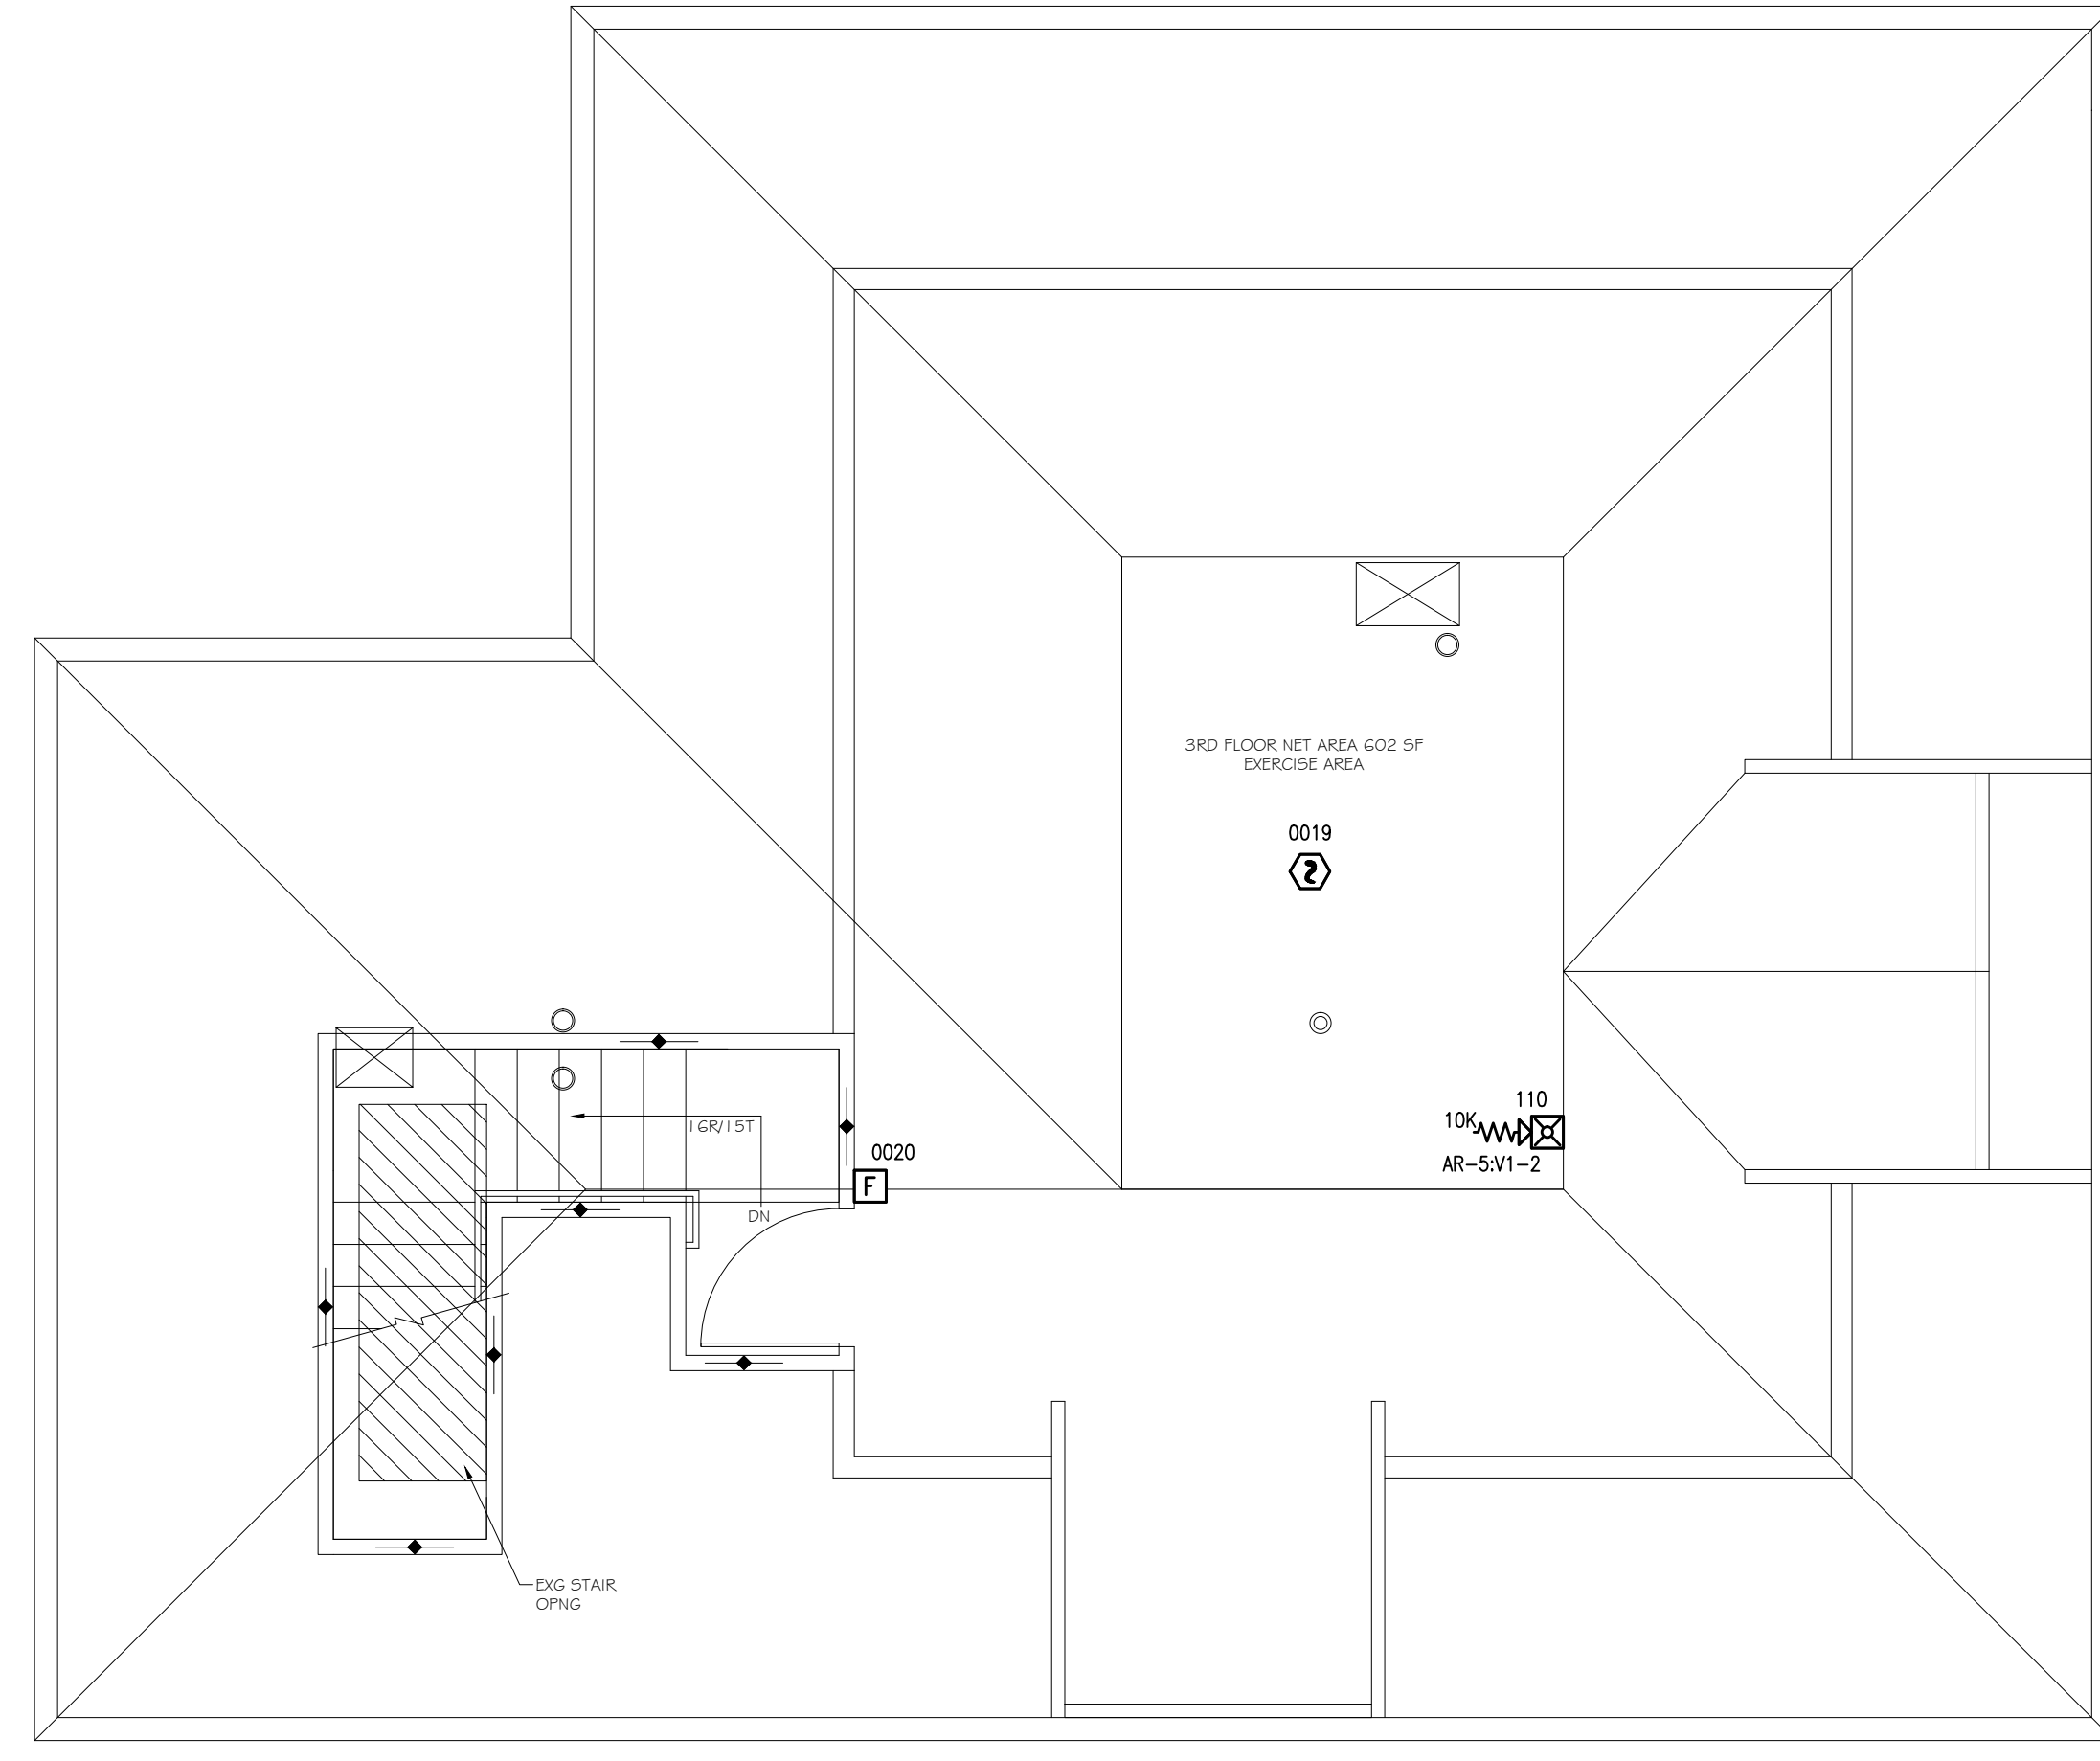 3RD FLOOR NET AREA 602 SF
EXERCISE AREA
0019
110
10K
AR-5:V1-2
16R/15T
0020
F
DN
EXG STAIR
OPNG